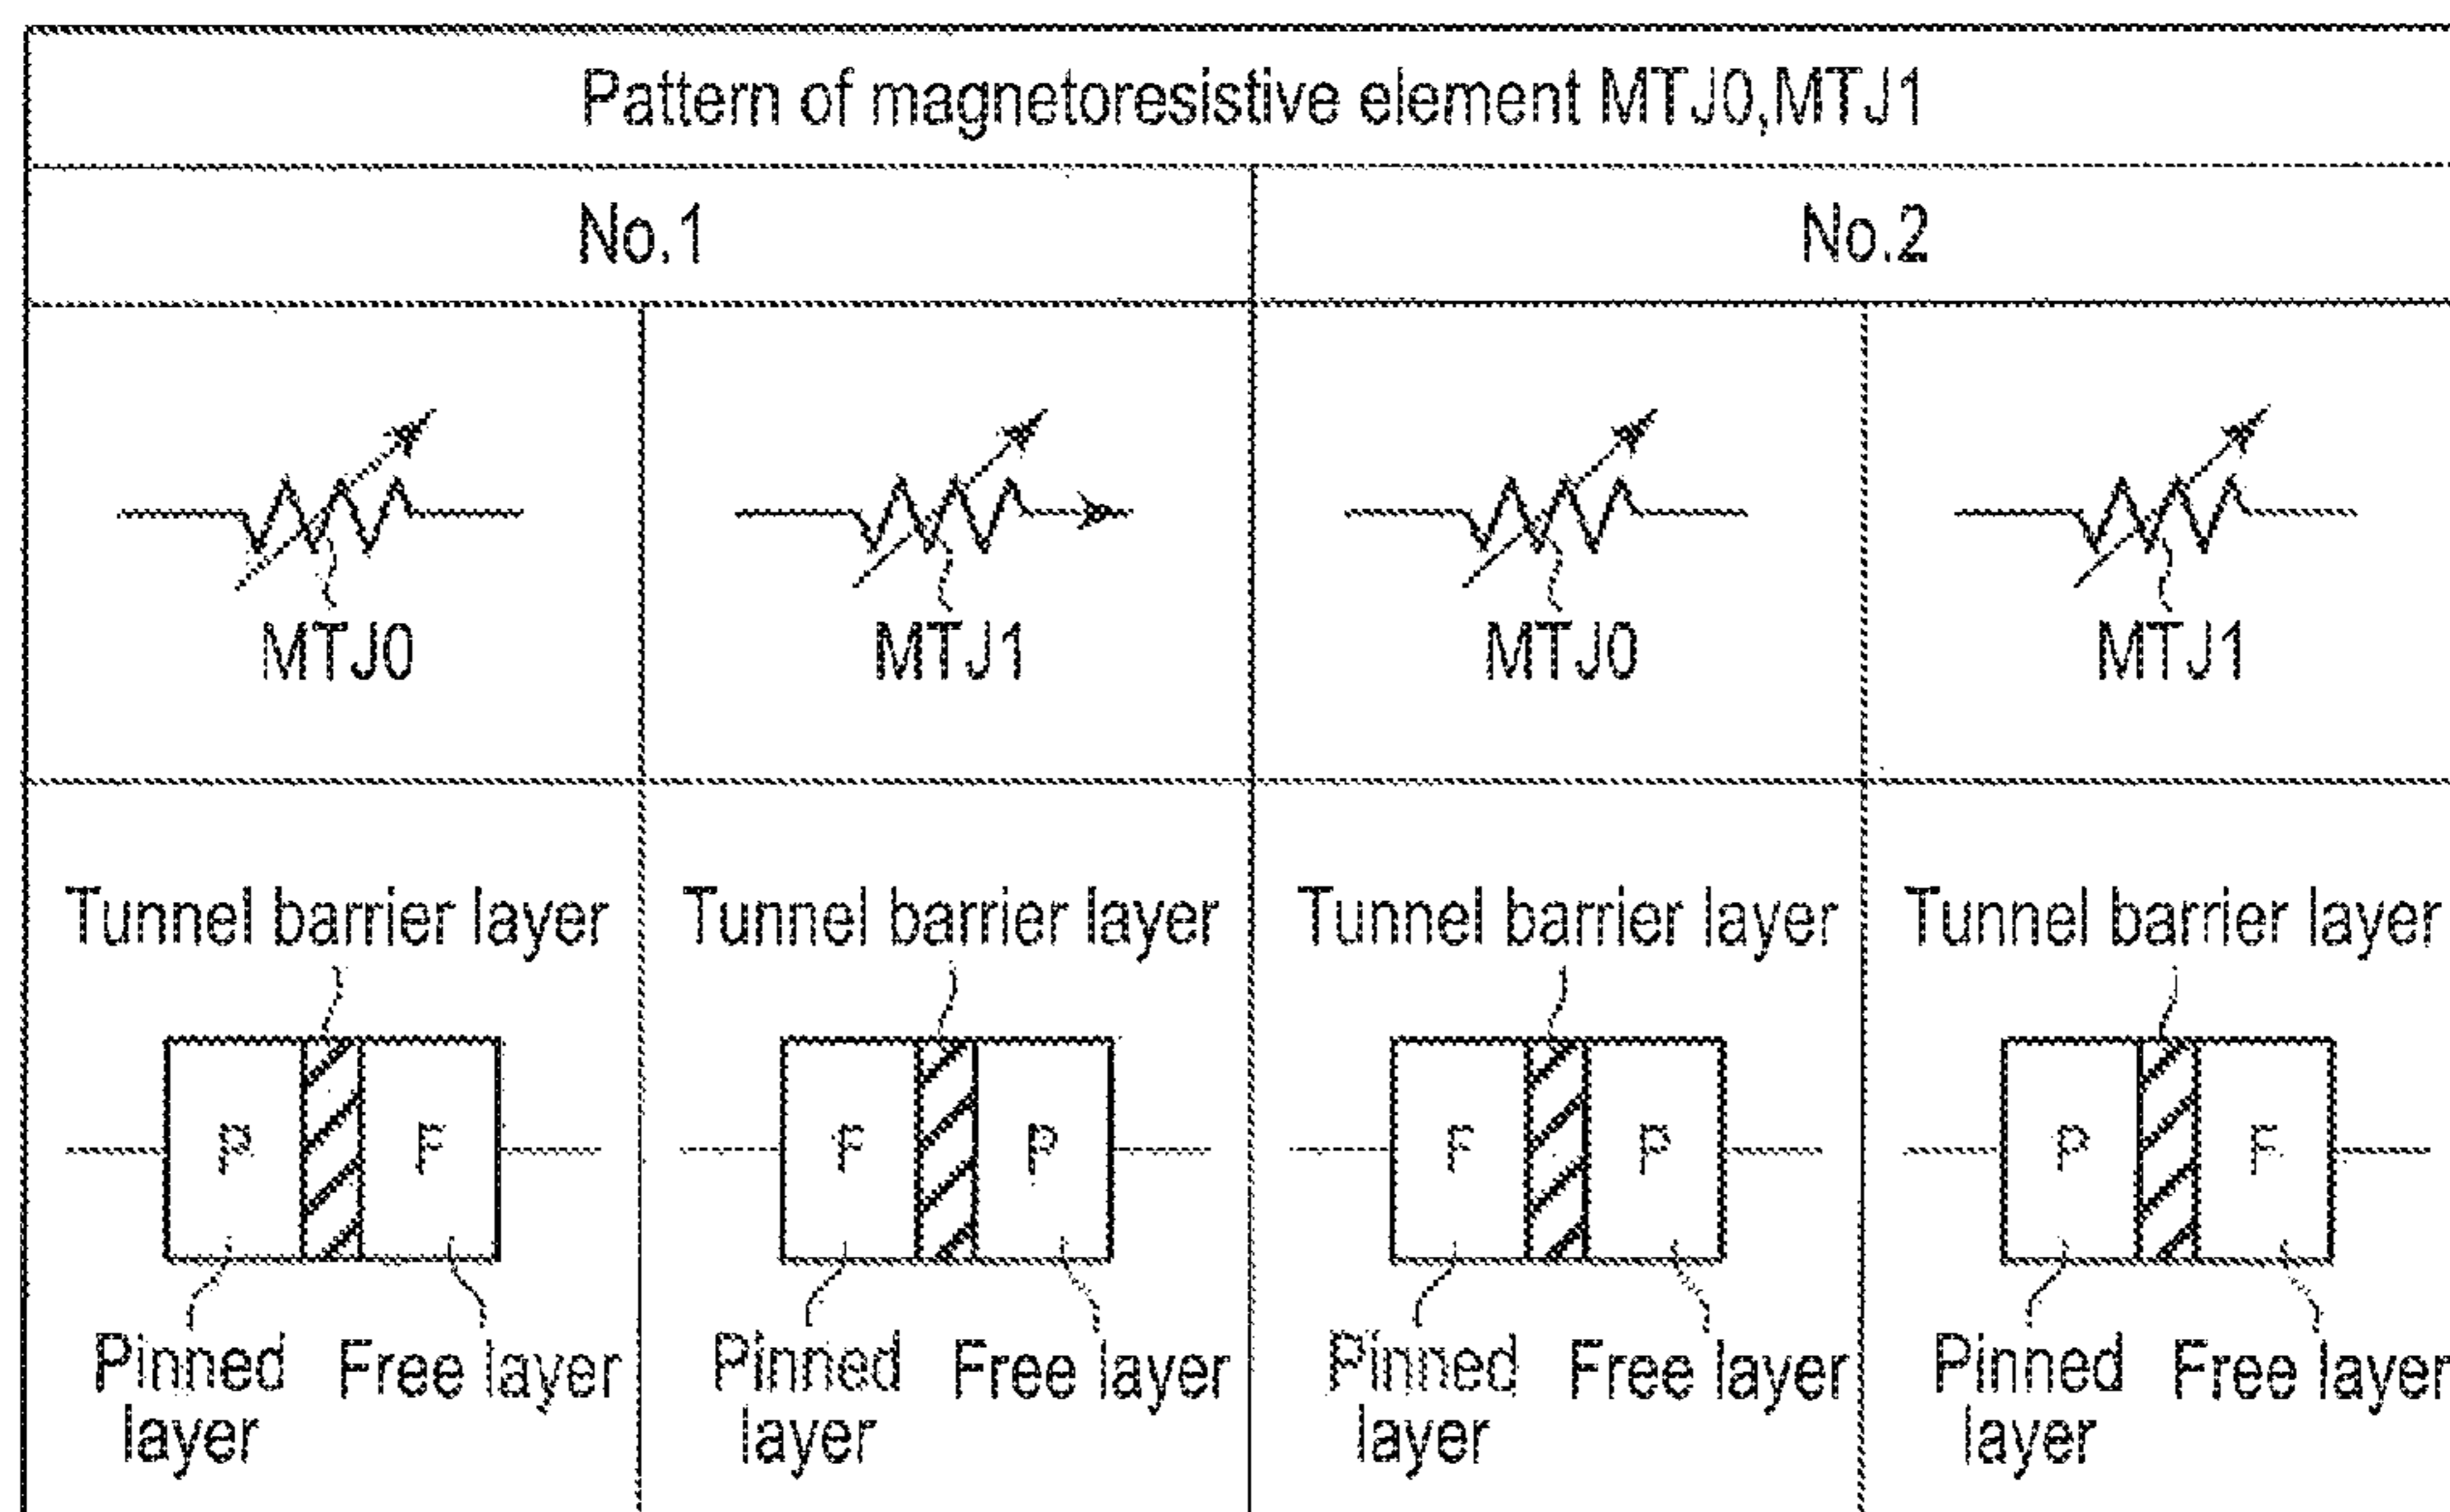 Pattern of magnetoresistive element MTJ0,MTJ1
No.1 No.2
MTJ0 MTJ1 MTJ0 MTJ1
Tunnel barrier layer Tunnel barrier layer Tunnel barrier layer Tunnel barrier layer
P F F P F P P F
Pinned Free layer Pinned Free layer Pinned Free layer Pinned Free layer
layer layer layer layer